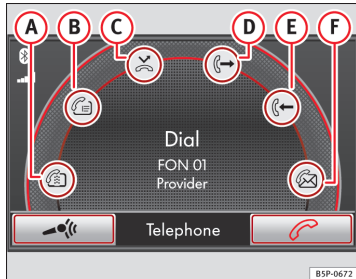 A B C D E F
Dial
FON 01
Provider
Telephone
B5P-0672